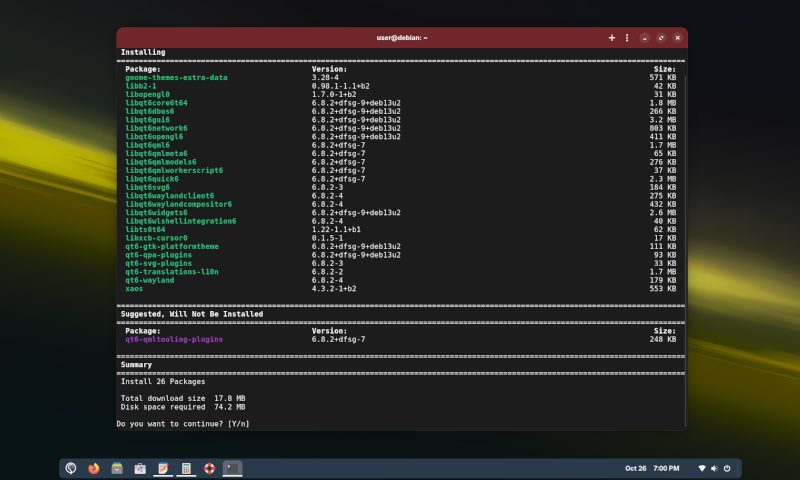 user@debian: ~
Installing
Package: Version: Size:
gnome-themes-extra-data 3.28-4 571 KB
libb2-1 0.98.1-1.1+b2 42 KB
libopengl0 1.7.0-1+b2 31 KB
libqt6core6t64 6.8.2+dfsg-9+deb13u2 1.8 MB
libqt6dbus6 6.8.2+dfsg-9+deb13u2 266 KB
libqt6gui6 6.8.2+dfsg-9+deb13u2 3.2 MB
libqt6network6 6.8.2+dfsg-9+deb13u2 803 KB
libqt6opengl6 6.8.2+dfsg-9+deb13u2 411 KB
libqt6qml6 6.8.2+dfsg-7 1.7 MB
libqt6qmlmeta6 6.8.2+dfsg-7 65 KB
libqt6qmlmodels6 6.8.2+dfsg-7 276 KB
libqt6qmlworkerscript6 6.8.2+dfsg-7 37 KB
libqt6quick6 6.8.2+dfsg-7 2.3 MB
libqt6svg6 6.8.2-3 184 KB
libqt6waylandclient6 6.8.2-4 275 KB
libqt6waylandcompositor6 6.8.2-4 432 KB
libqt6widgets6 6.8.2+dfsg-9+deb13u2 2.6 MB
libqt6wlshellintegration6 6.8.2-4 40 KB
libts0t64 1.22-1.1+b1 62 KB
libxcb-cursor0 0.1.5-1 17 KB
qt6-gtk-platformtheme 6.8.2+dfsg-9+deb13u2 111 KB
qt6-qpa-plugins 6.8.2+dfsg-9+deb13u2 93 KB
qt6-svg-plugins 6.8.2-3 33 KB
qt6-translations-l10n 6.8.2-2 1.7 MB
qt6-wayland 6.8.2-4 179 KB
xaos 4.3.2-1+b2 553 KB
Suggested, Will Not Be Installed
Package: Version: Size:
qt6-qmltooling-plugins 6.8.2+dfsg-7 248 KB
Summary
Install 26 Packages
Total download size 17.8 MB
Disk space required 74.2 MB
Do you want to continue? [Y/n]
Oct 26 7:00 PM